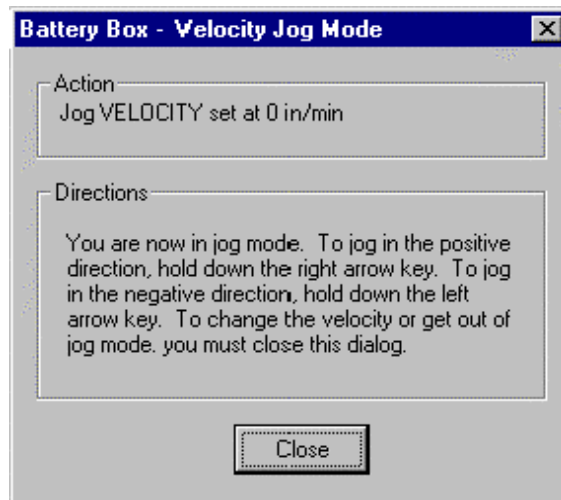 Battery Box - Velocity Jog Mode
Action
Jog VELOCITY set at 0 in/min
Directions
You are now in jog mode. To jog in the positive
direction, hold down the right arrow key. To jog
in the negative direction, hold down the left
arrow key. To change the velocity or get out of
jog mode. you must close this dialog.
Close